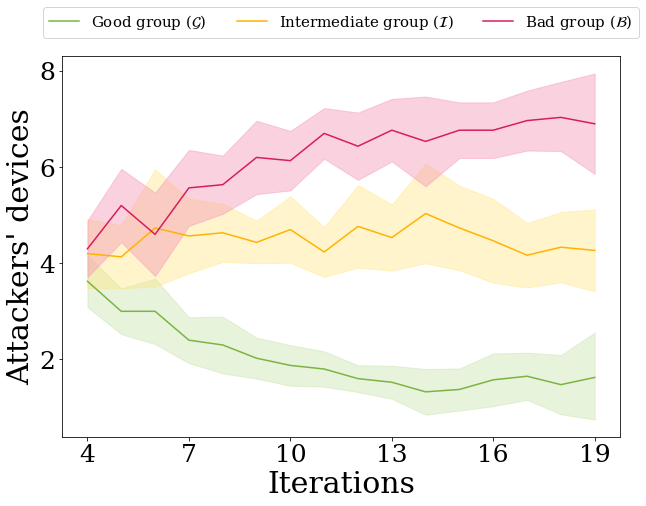 Good group (𝒢) Intermediate group (ℐ) Bad group (ℬ)
Attackers' devices
8
6
4
2
4 7 10 13 16 19
Iterations